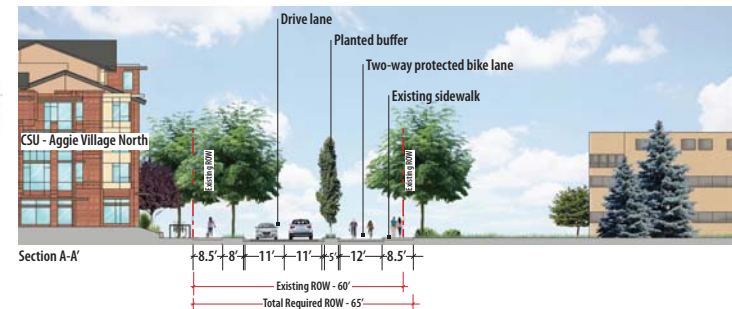 Drive lane
Planted buffer
Two-way protected bike lane
Existing sidewalk
CSU - Aggie Village North
Existing ROW
Existing ROW
Section A-A’
8.5’ 8’ 11’ 11’ 5’ 12’ 8.5’
Existing ROW - 60’
Total Required ROW - 65’